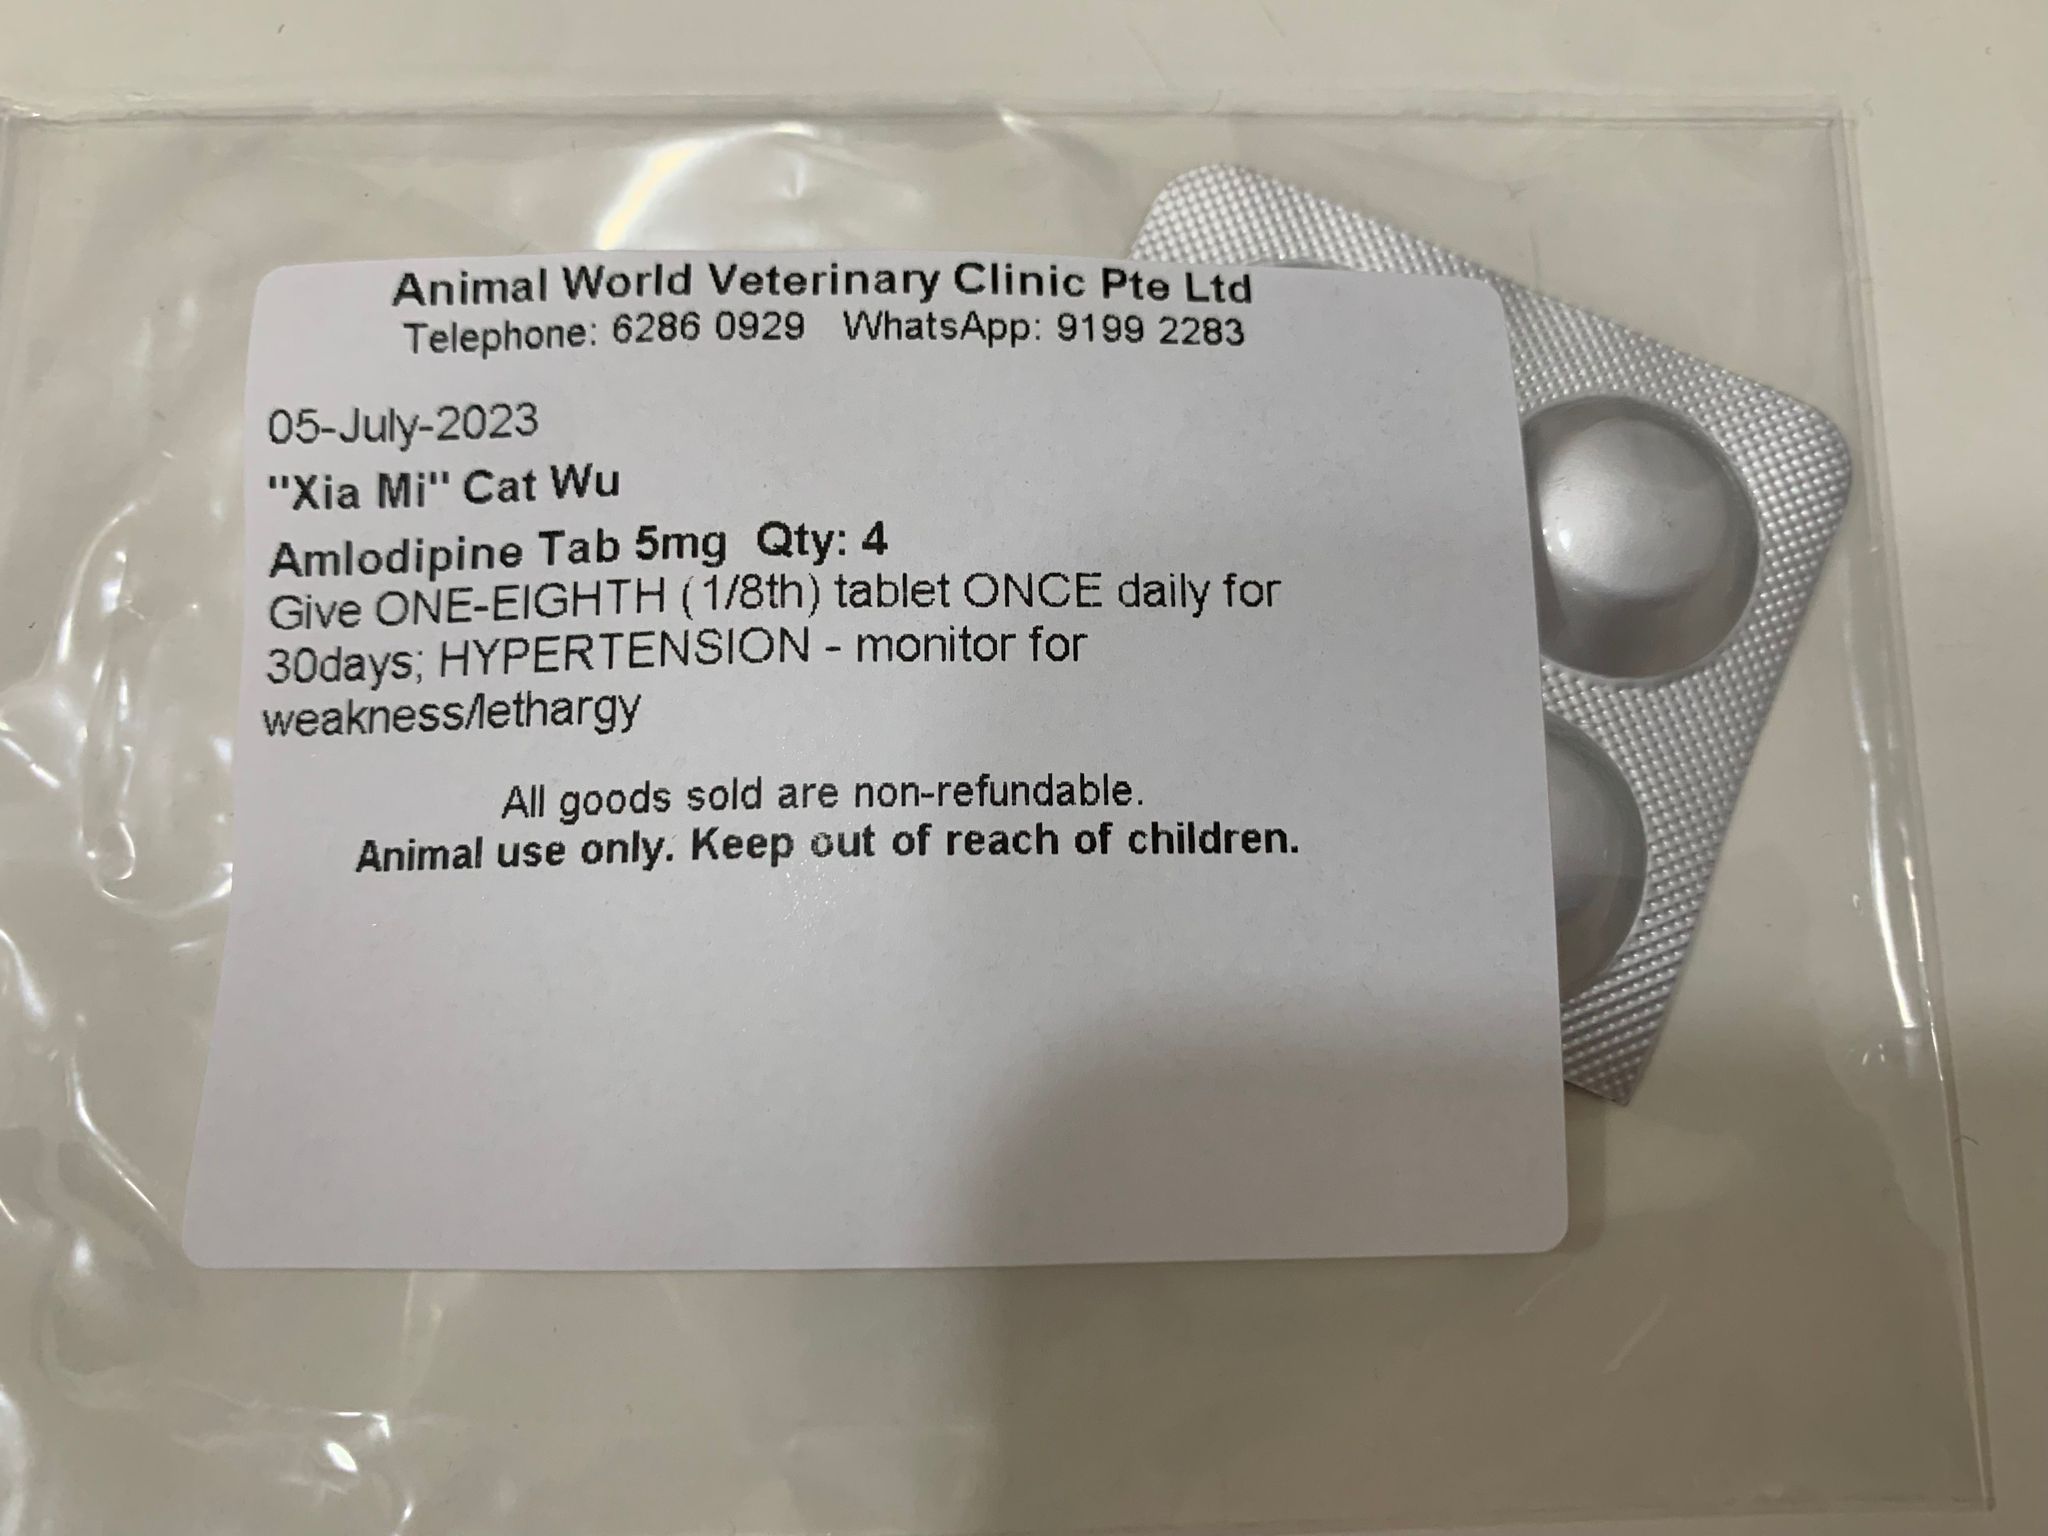 Animal World Veterinary Clinic Pte Ltd
Telephone: 6286 0929 WhatsApp: 9199 2283
05-July-2023
"Xia Mi" Cat Wu
Amlodipine Tab 5mg Qty: 4
Give ONE-EIGHTH (1/8th) tablet ONCE daily for
30days; HYPERTENSION - monitor for
weakness/lethargy
All goods sold are non-refundable.
Animal use only. Keep out of reach of children.